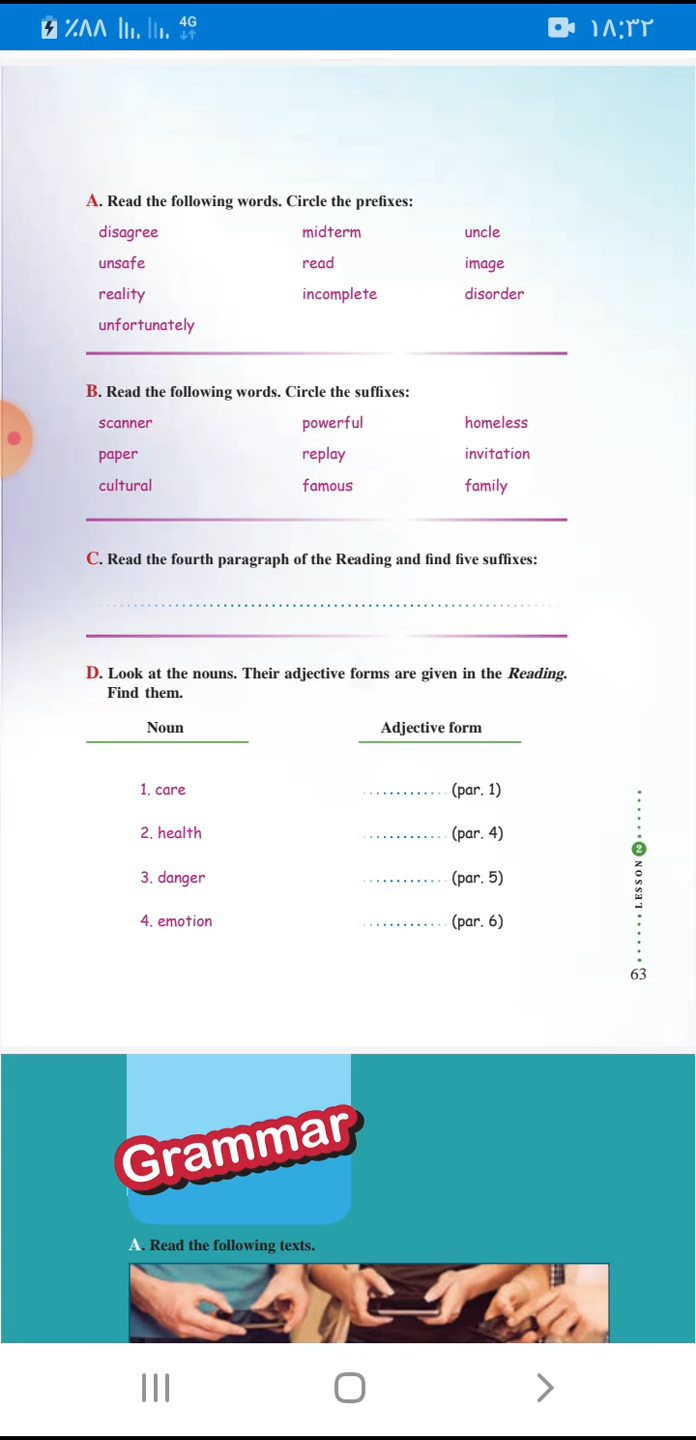 ٪۸۸ 4G ۱۸:۳۲
A. Read the following words. Circle the prefixes:
disagree midterm uncle
unsafe read image
reality incomplete disorder
unfortunately
B. Read the following words. Circle the suffixes:
scanner powerful homeless
paper replay invitation
cultural famous family
C. Read the fourth paragraph of the Reading and find five suffixes:
D. Look at the nouns. Their adjective forms are given in the Reading.
Find them.
Noun Adjective form
1. care .............. (par. 1)
2. health .............. (par. 4)
3. danger .............. (par. 5)
4. emotion .............. (par. 6)
LESSON 2
63
Grammar
A. Read the following texts.